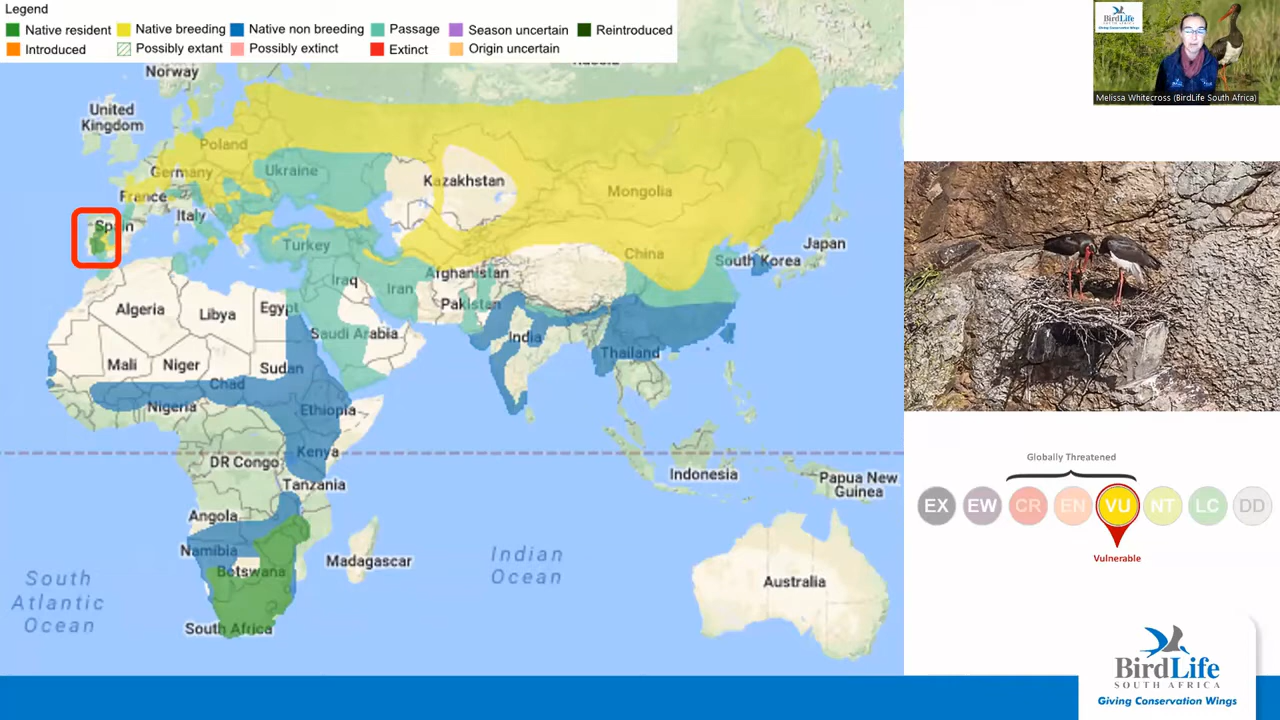 Legend
Native resident
Native breeding
Native non breeding
Passage
Season uncertain
Reintroduced
Introduced
Possibly extant
Possibly extinct
Extinct
Origin uncertain
Norway
United
Kingdom
Poland
Germany
Ukraine
France
Kazakhstan
Mongolia
Italy
Spain
Turkey
China
Japan
South Korea
Afghanistan
Iraq
Iran
Pakistan
Algeria
Libya
Egypt
Saudi Arabia
India
Thailand
Mali
Niger
Sudan
Chad
Nigeria
Ethiopia
DR Congo
Kenya
Tanzania
Indonesia
Papua New
Guinea
Angola
Namibia
Botswana
Madagascar
Indian
Ocean
Australia
South
Atlantic
Ocean
South Africa
BirdLife
Melissa Whitecross (BirdLife South Africa)
Globally Threatened
EX EW CR EN VU NT LC DD
Vulnerable
BirdLife
SOUTH AFRICA
Giving Conservation Wings